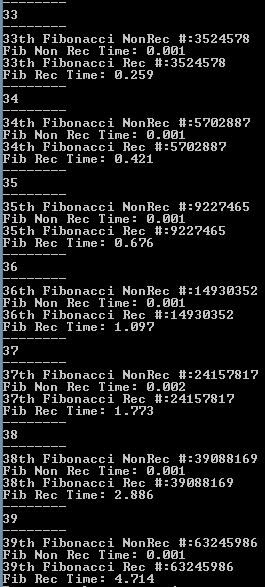 --------
33
--------
33th Fibonacci NonRec #:3524578
Fib Non Rec Time: 0.001
33th Fibonacci Rec #:3524578
Fib Rec Time: 0.259
--------
34
--------
34th Fibonacci NonRec #:5702887
Fib Non Rec Time: 0.001
34th Fibonacci Rec #:5702887
Fib Rec Time: 0.421
--------
35
--------
35th Fibonacci NonRec #:9227465
Fib Non Rec Time: 0.001
35th Fibonacci Rec #:9227465
Fib Rec Time: 0.676
--------
36
--------
36th Fibonacci NonRec #:14930352
Fib Non Rec Time: 0.001
36th Fibonacci Rec #:14930352
Fib Rec Time: 1.097
--------
37
--------
37th Fibonacci NonRec #:24157817
Fib Non Rec Time: 0.002
37th Fibonacci Rec #:24157817
Fib Rec Time: 1.773
--------
38
--------
38th Fibonacci NonRec #:39088169
Fib Non Rec Time: 0.001
38th Fibonacci Rec #:39088169
Fib Rec Time: 2.886
--------
39
--------
39th Fibonacci NonRec #:63245986
Fib Non Rec Time: 0.001
39th Fibonacci Rec #:63245986
Fib Rec Time: 4.714
--------